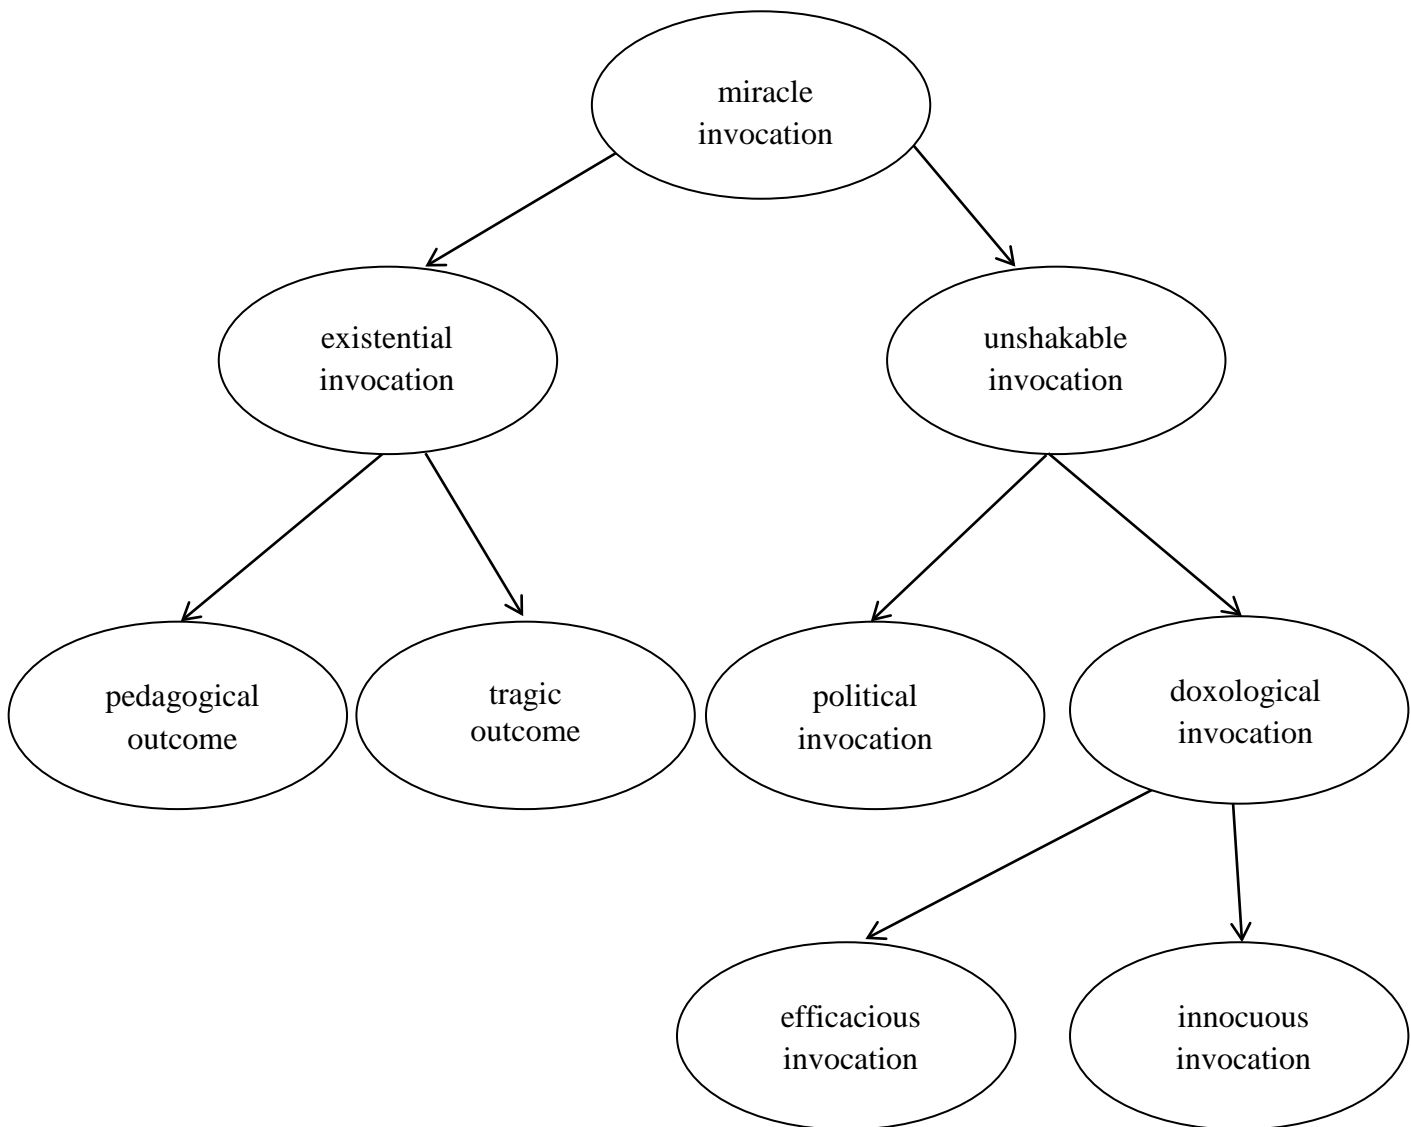 miracle
invocation
existential
invocation
unshakable
invocation
pedagogical
outcome
tragic
outcome
political
invocation
doxological
invocation
efficacious
invocation
innocuous
invocation